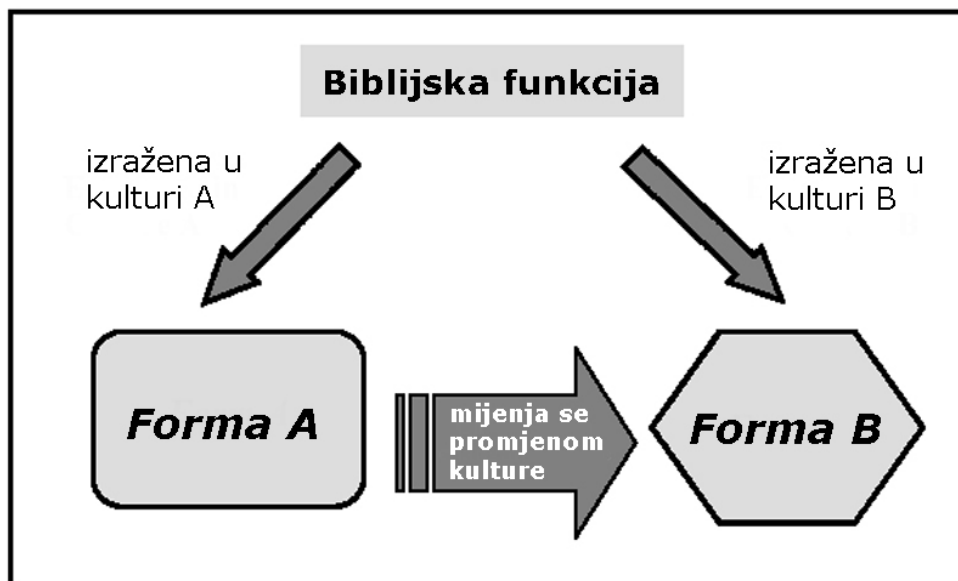 Biblijska funkcija
izražena u
kulturi A
izražena u
kulturi B
Forma A
mijenja se
promjenom
kulture
Forma B